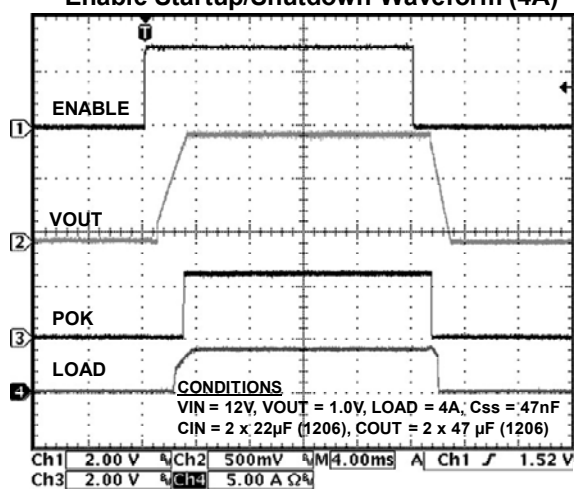 Enable Startup/Shutdown Waveform (4A)
T
ENABLE
1
VOUT
2
POK
3
LOAD
4
CONDITIONS
VIN = 12V, VOUT = 1.0V, LOAD = 4A, Css = 47nF
CIN = 2 x 22µF (1206), COUT = 2 x 47 µF (1206)
Ch1 2.00 V Ch2 500mV M 4.00ms A Ch1 1.52 V
Ch3 2.00 V Ch4 5.00 A Ω